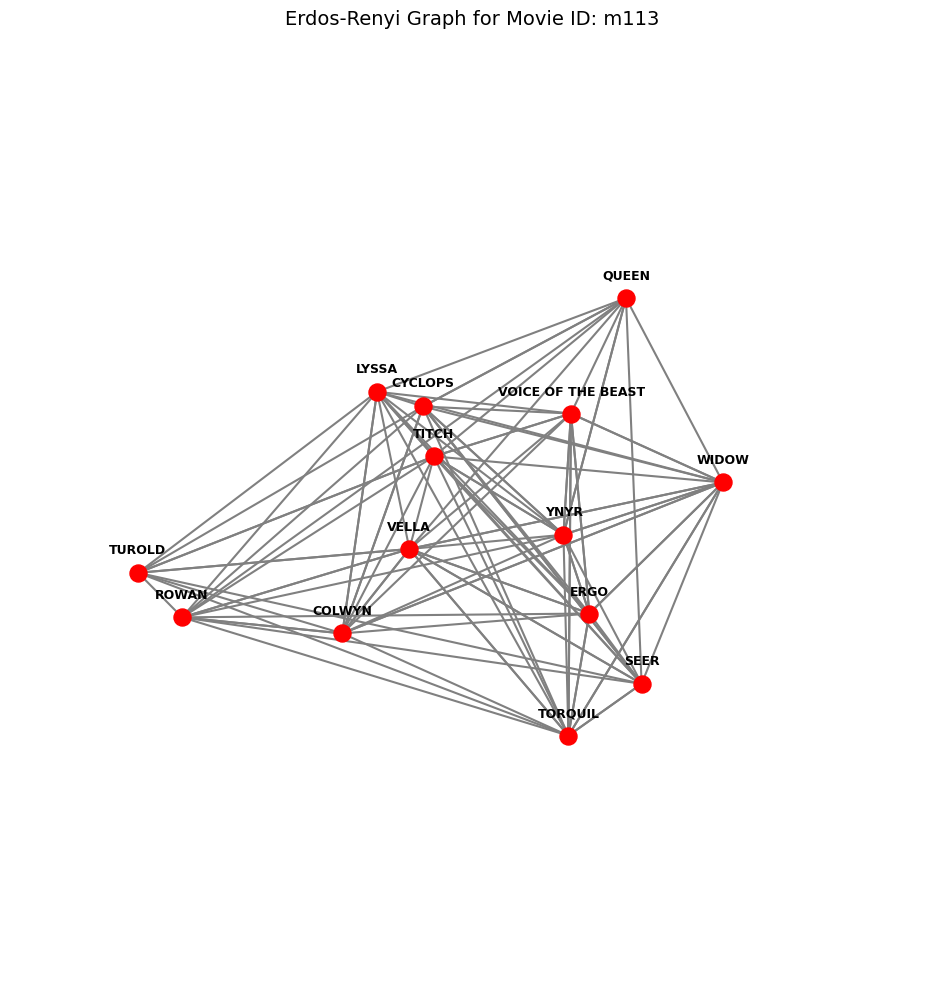 Erdos-Renyi Graph for Movie ID: m113
QUEEN
LYSSA
CYCLOPS
VOICE OF THE BEAST
TITCH
WIDOW
YNYR
VELLA
TUROLD
ROWAN
ERGO
COLWYN
SEER
TORQUIL